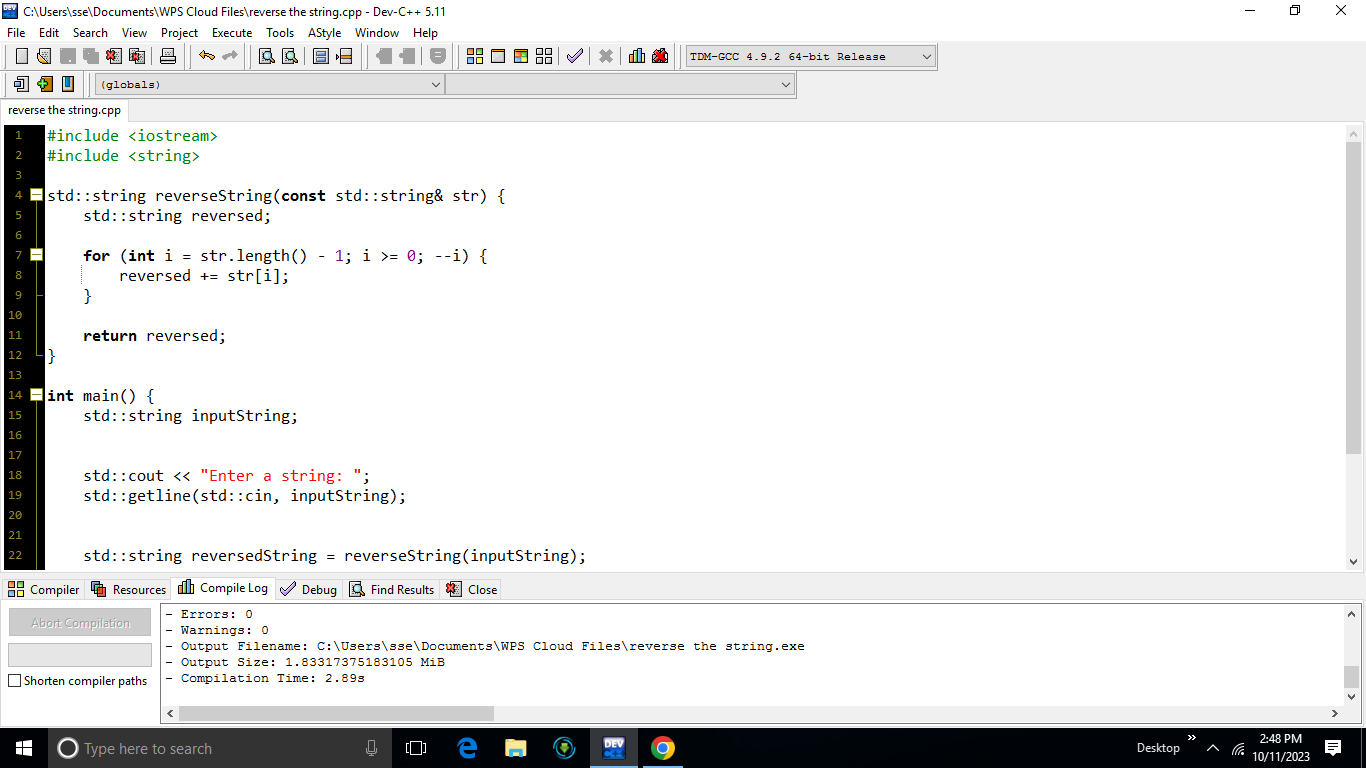 C:\Users\sse\Documents\WPS Cloud Files\reverse the string.cpp - Dev-C++ 5.11
File Edit Search View Project Execute Tools AStyle Window Help
TDM-GCC 4.9.2 64-bit Release
(globals)
reverse the string.cpp
1 #include <iostream>
2 #include <string>
3
4 std::string reverseString(const std::string& str) {
5     std::string reversed;
6
7     for (int i = str.length() - 1; i >= 0; --i) {
8         reversed += str[i];
9     }
10
11     return reversed;
12 }
13
14 int main() {
15     std::string inputString;
16
17
18     std::cout << "Enter a string: ";
19     std::getline(std::cin, inputString);
20
21
22     std::string reversedString = reverseString(inputString);
Compiler Resources Compile Log Debug Find Results Close
Abort Compilation
Shorten compiler paths
- Errors: 0
- Warnings: 0
- Output Filename: C:\Users\sse\Documents\WPS Cloud Files\reverse the string.exe
- Output Size: 1.83317375183105 MiB
- Compilation Time: 2.89s
Type here to search
DEV
Desktop
2:48 PM
10/11/2023